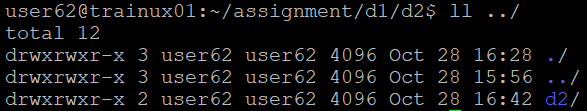 user62@trainux01:~/assignment/d1/d2$ ll ../
total 12
drwxrwxr-x 3 user62 user62 4096 Oct 28 16:28 ./
drwxrwxr-x 3 user62 user62 4096 Oct 28 15:56 ../
drwxrwxr-x 2 user62 user62 4096 Oct 28 16:42 d2/